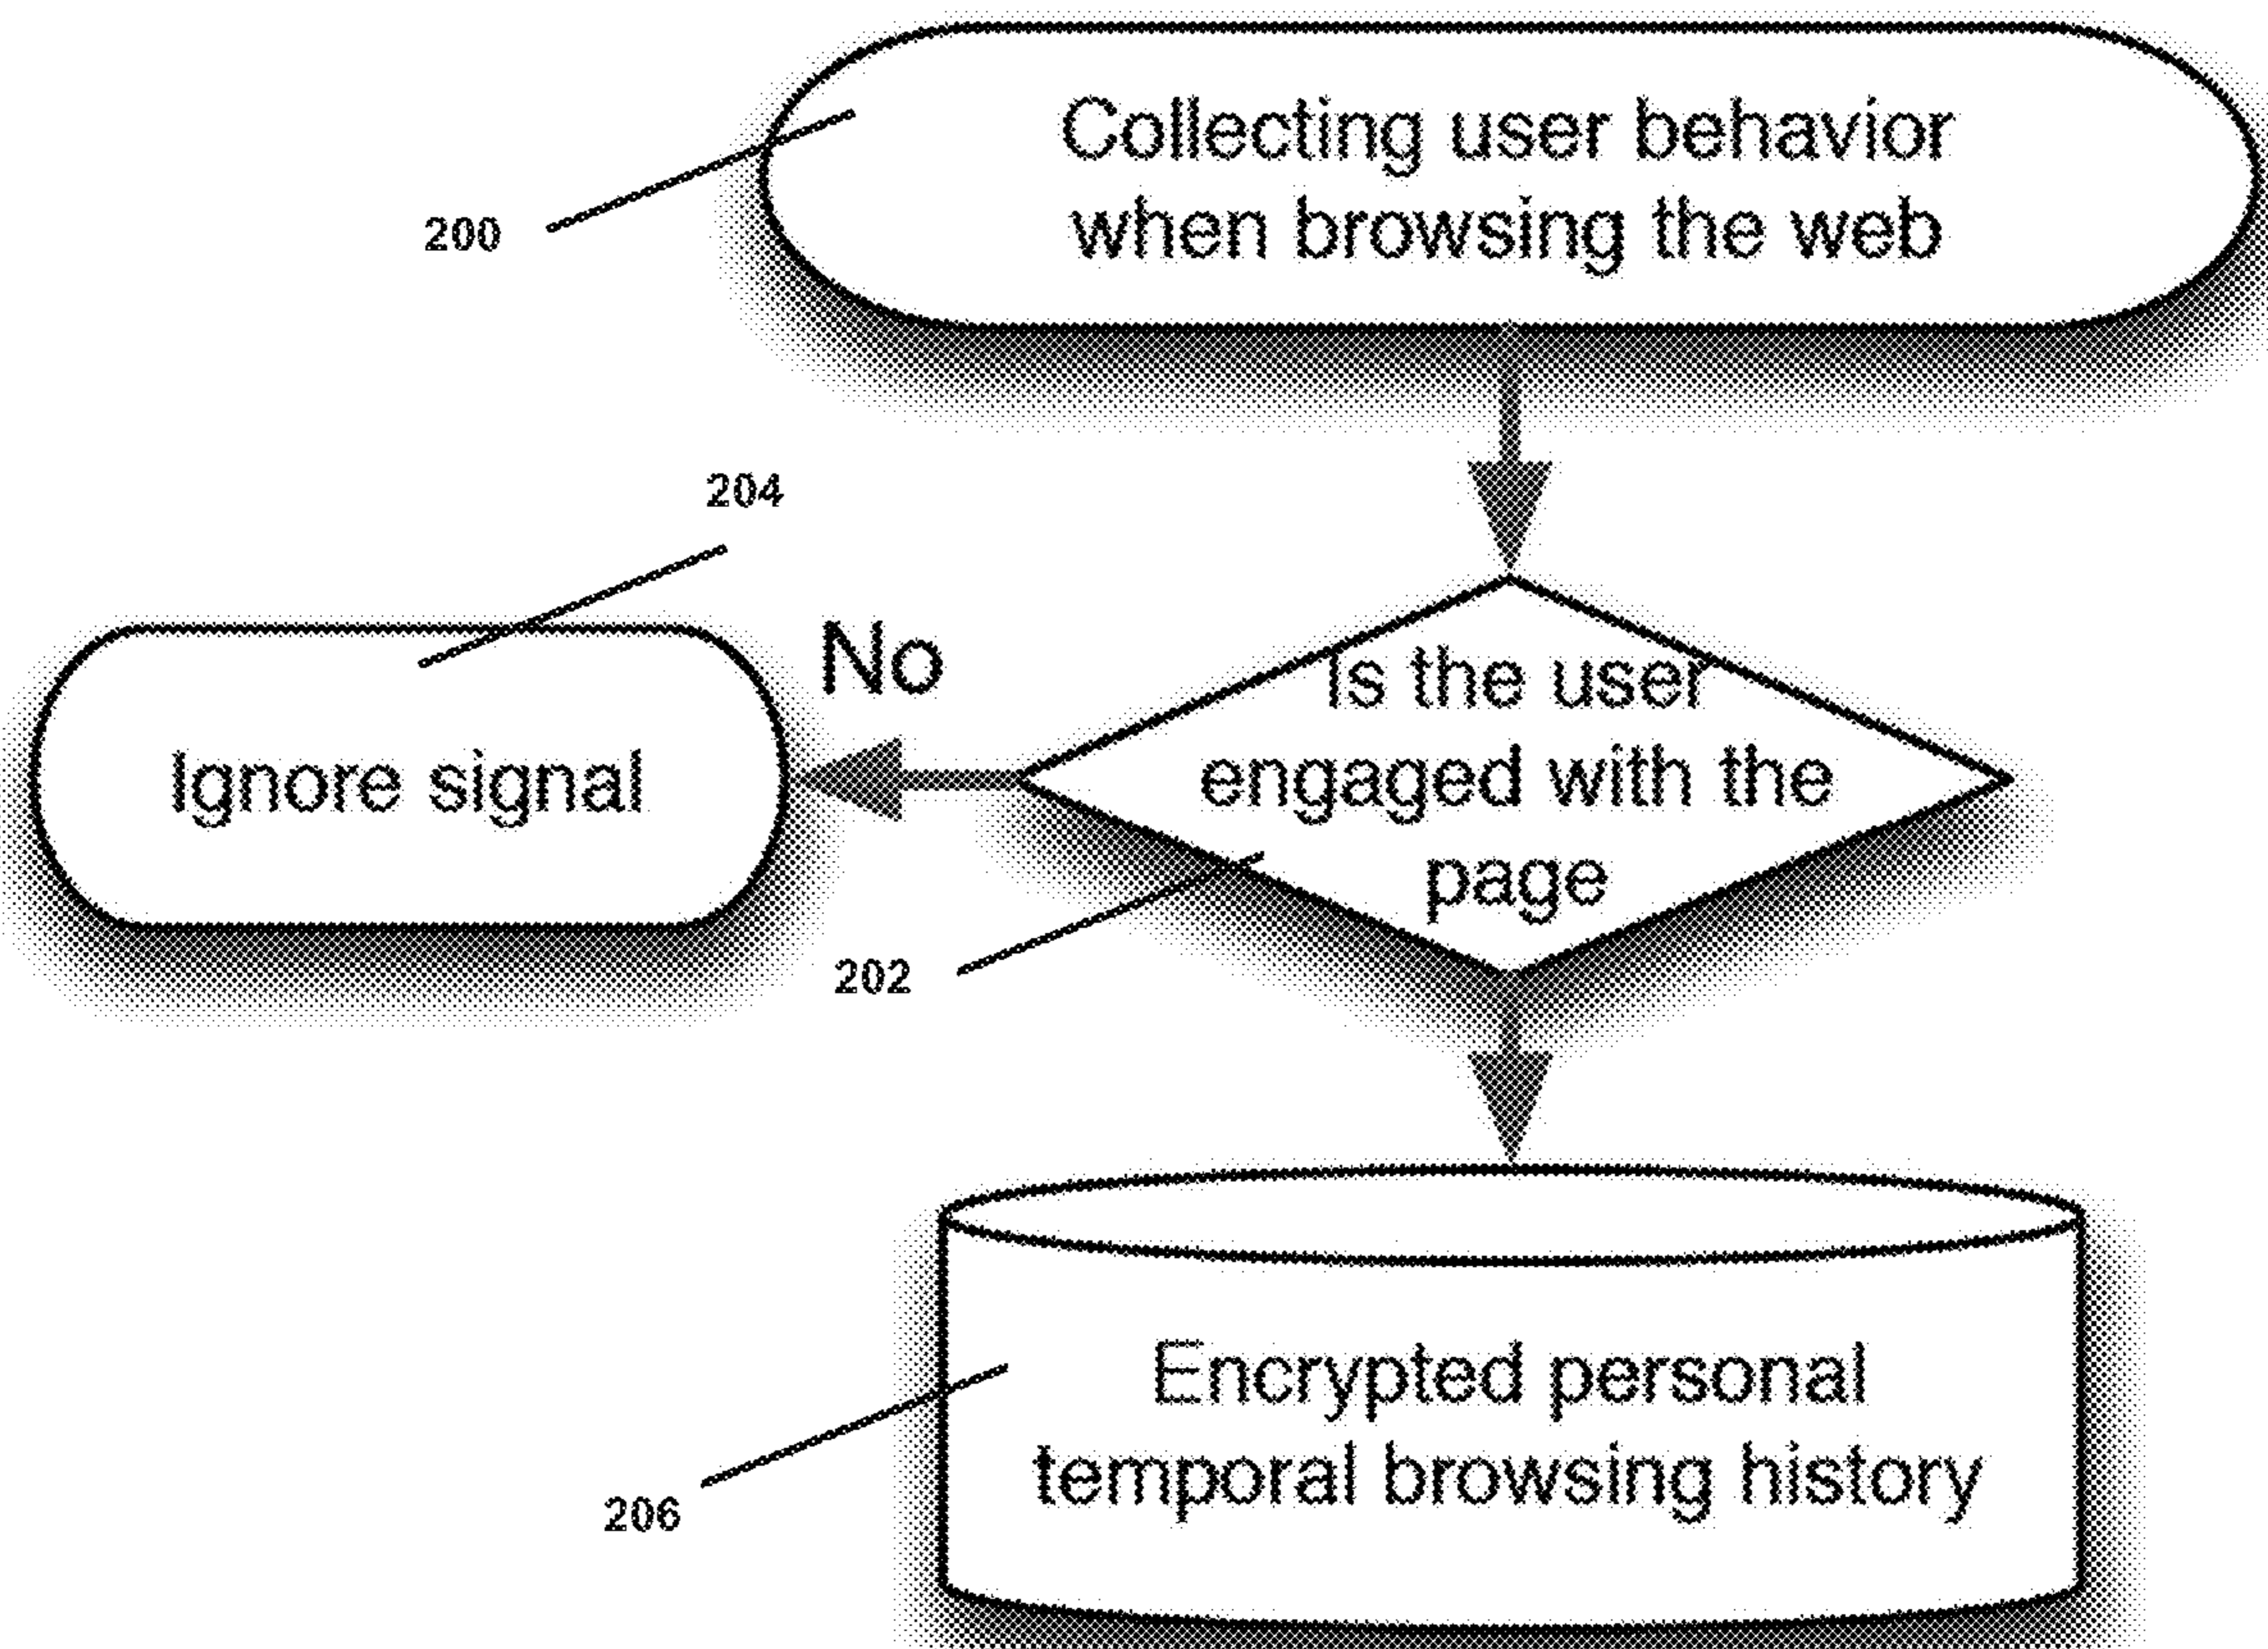 Collecting user behavior
when browsing the web
200
204
No
Is the user
engaged with the
page
Ignore signal
202
Encrypted personal
temporal browsing history
206